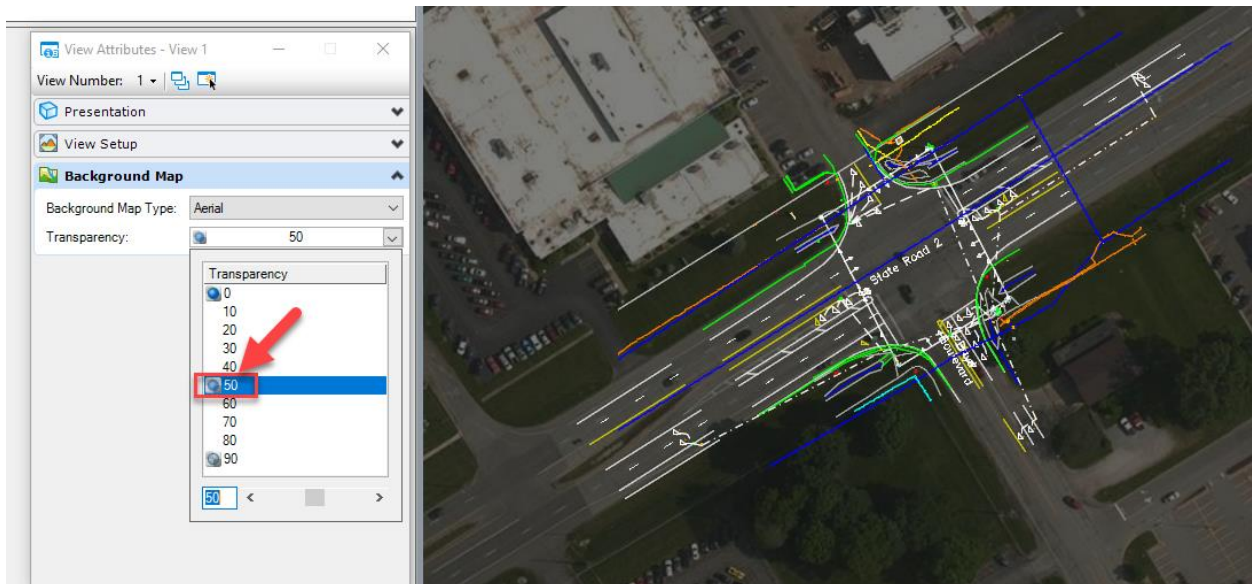 View Attributes - View 1
View Number: 1
Presentation
View Setup
Background Map
Background Map Type: Aerial
Transparency: 50
Transparency
0
10
20
30
40
50
60
70
80
90
50
State Road 2
Boulevard